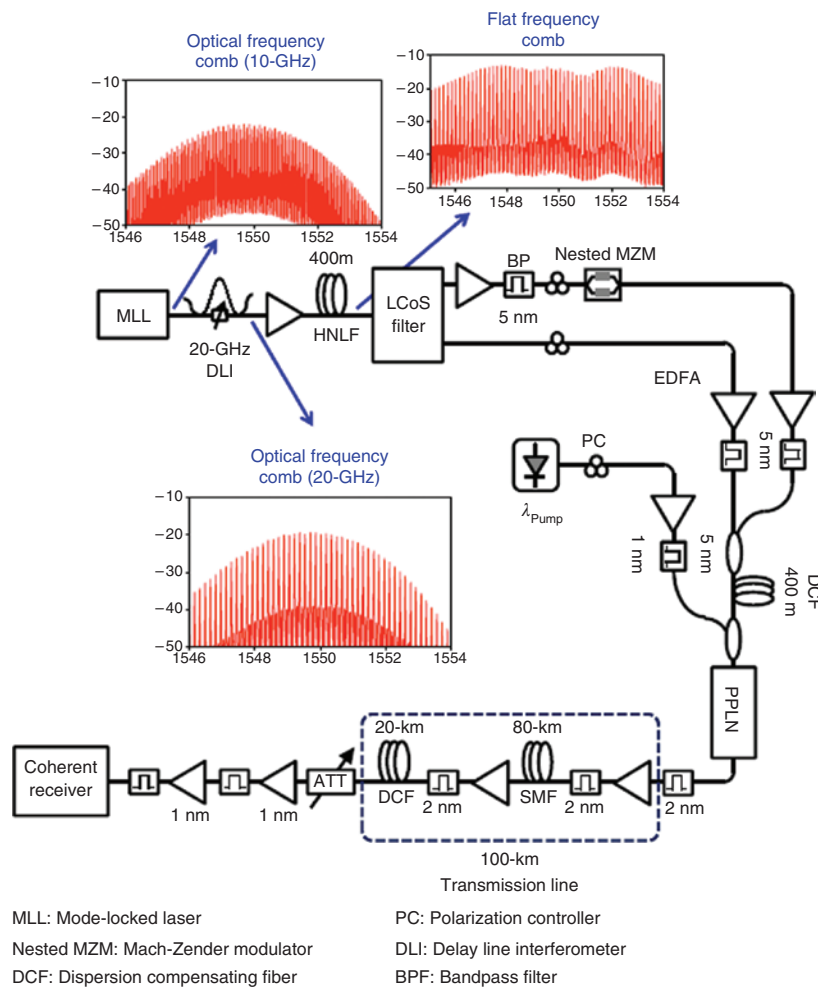 Optical frequency
comb (10-GHz)
Flat frequency
comb
−10
−20
−30
−40
−50
1546
1548
1550
1552
1554
−10
−20
−30
−40
−50
1546
1548
1550
1552
1554
400m
MLL
20-GHz
DLI
HNLF
LCoS
filter
BP
5 nm
Nested MZM
EDFA
5 nm
5 nm
PC
λPump
1 nm
DCF
400 m
PPLN
Optical frequency
comb (20-GHz)
−10
−20
−30
−40
−50
1546
1548
1550
1552
1554
Coherent
receiver
1 nm
1 nm
ATT
20-km
DCF
2 nm
80-km
SMF
2 nm
2 nm
100-km
Transmission line
MLL: Mode-locked laser
PC: Polarization controller
Nested MZM: Mach-Zender modulator
DLI: Delay line interferometer
DCF: Dispersion compensating fiber
BPF: Bandpass filter